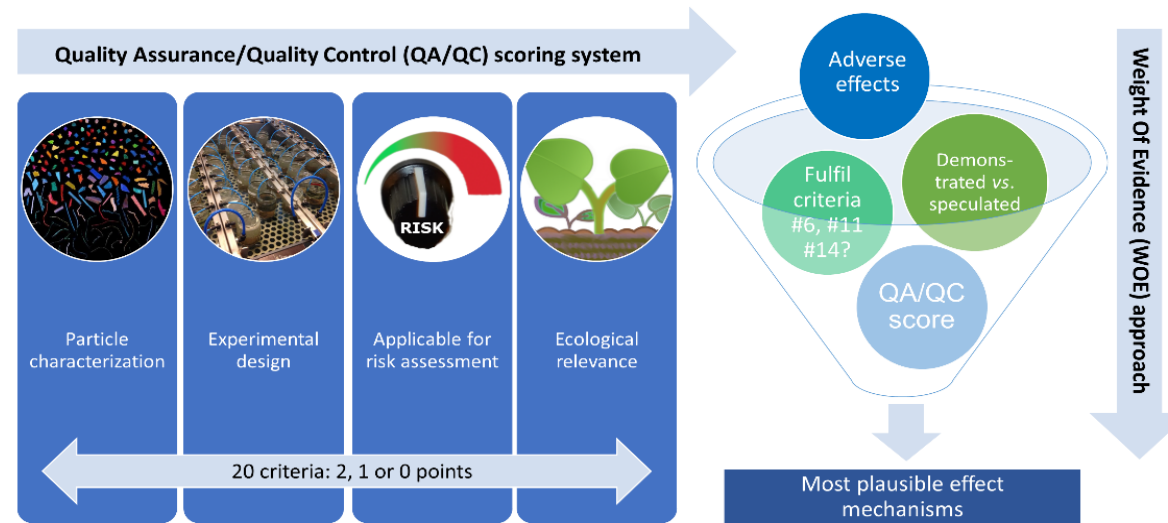 Quality Assurance/Quality Control (QA/QC) scoring system
Particle
characterization
Experimental
design
RISK
Applicable for
risk assessment
Ecological
relevance
20 criteria: 2, 1 or 0 points
Adverse
effects
Fulfil
criteria
#6, #11
#14?
Demons-
trated vs.
speculated
QA/QC
score
Most plausible effect
mechanisms
Weight Of Evidence (WOE) approach